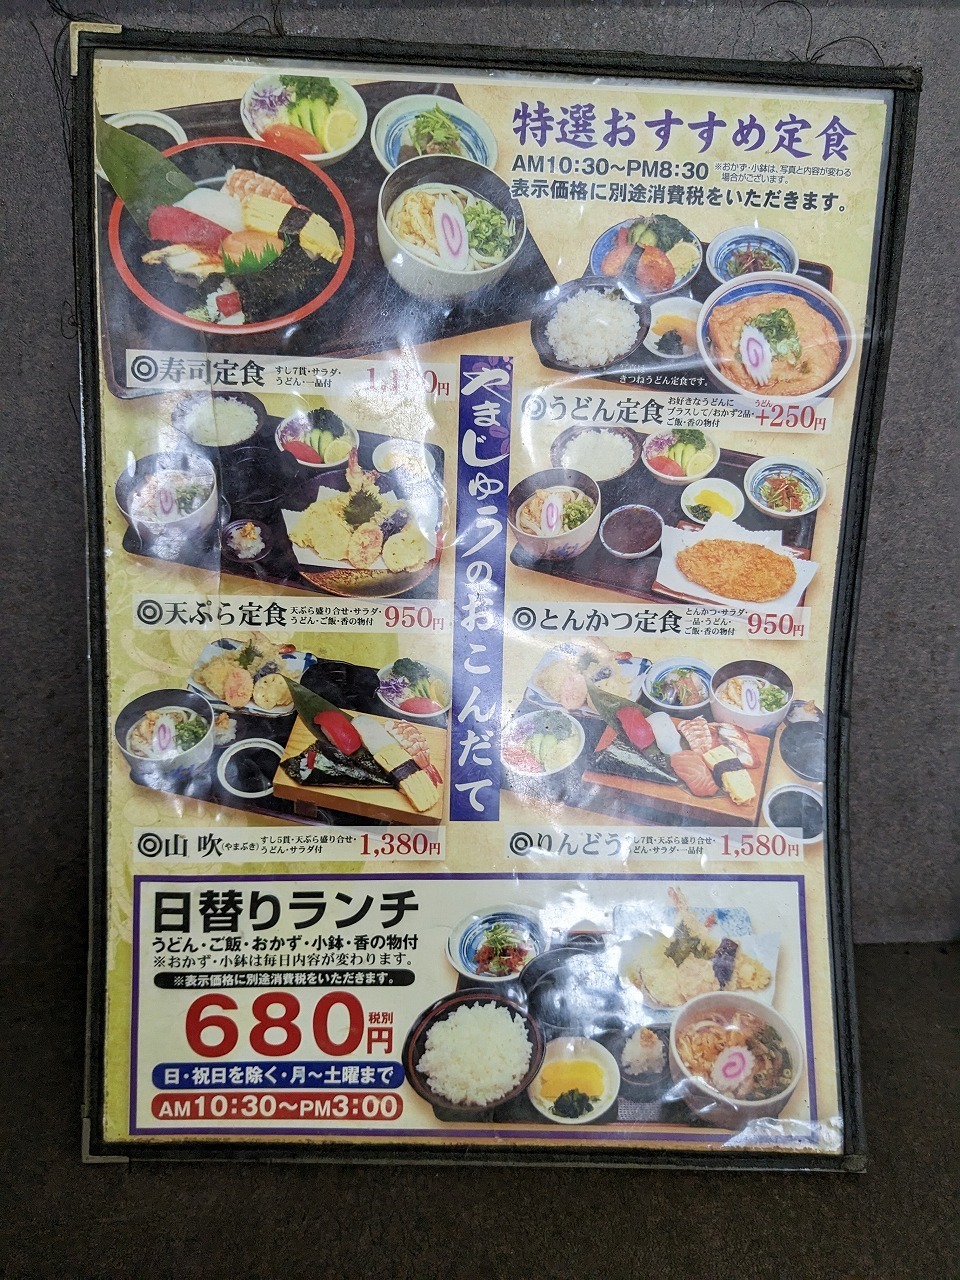 特選おすすめ定食
AM10:30～PM8:30
※おかず・小鉢は、写真と内容が変わる
場合がございます。
表示価格に別途消費税をいただきます。
◎寿司定食
すし7貫・サラダ・
うどん・一品付
円
きつねうどん定食です。
◎うどん定食
お好きなうどんに
プラスして/おかず2品・
ご飯・香の物付
うどん
+250円
やまじゅうのおこんだて
◎天ぷら定食
天ぷら盛り合せ・サラダ・
うどん・ご飯・香の物付
950円
◎とんかつ定食
とんかつ・サラダ・
一品・うどん・
ご飯・香の物付
950円
◎山吹(やまぶき)
すし5貫・天ぷら盛り合せ・
うどん・サラダ付
1,380円
◎りんどう
すし7貫・天ぷら盛り合せ・
うどん・サラダ・一品付
1,580円
日替りランチ
うどん・ご飯・おかず・小鉢・香の物付
※おかず・小鉢は毎日内容が変わります。
※表示価格に別途消費税をいただきます。
680円
税別
日・祝日を除く・月～土曜まで
AM10:30～PM3:00